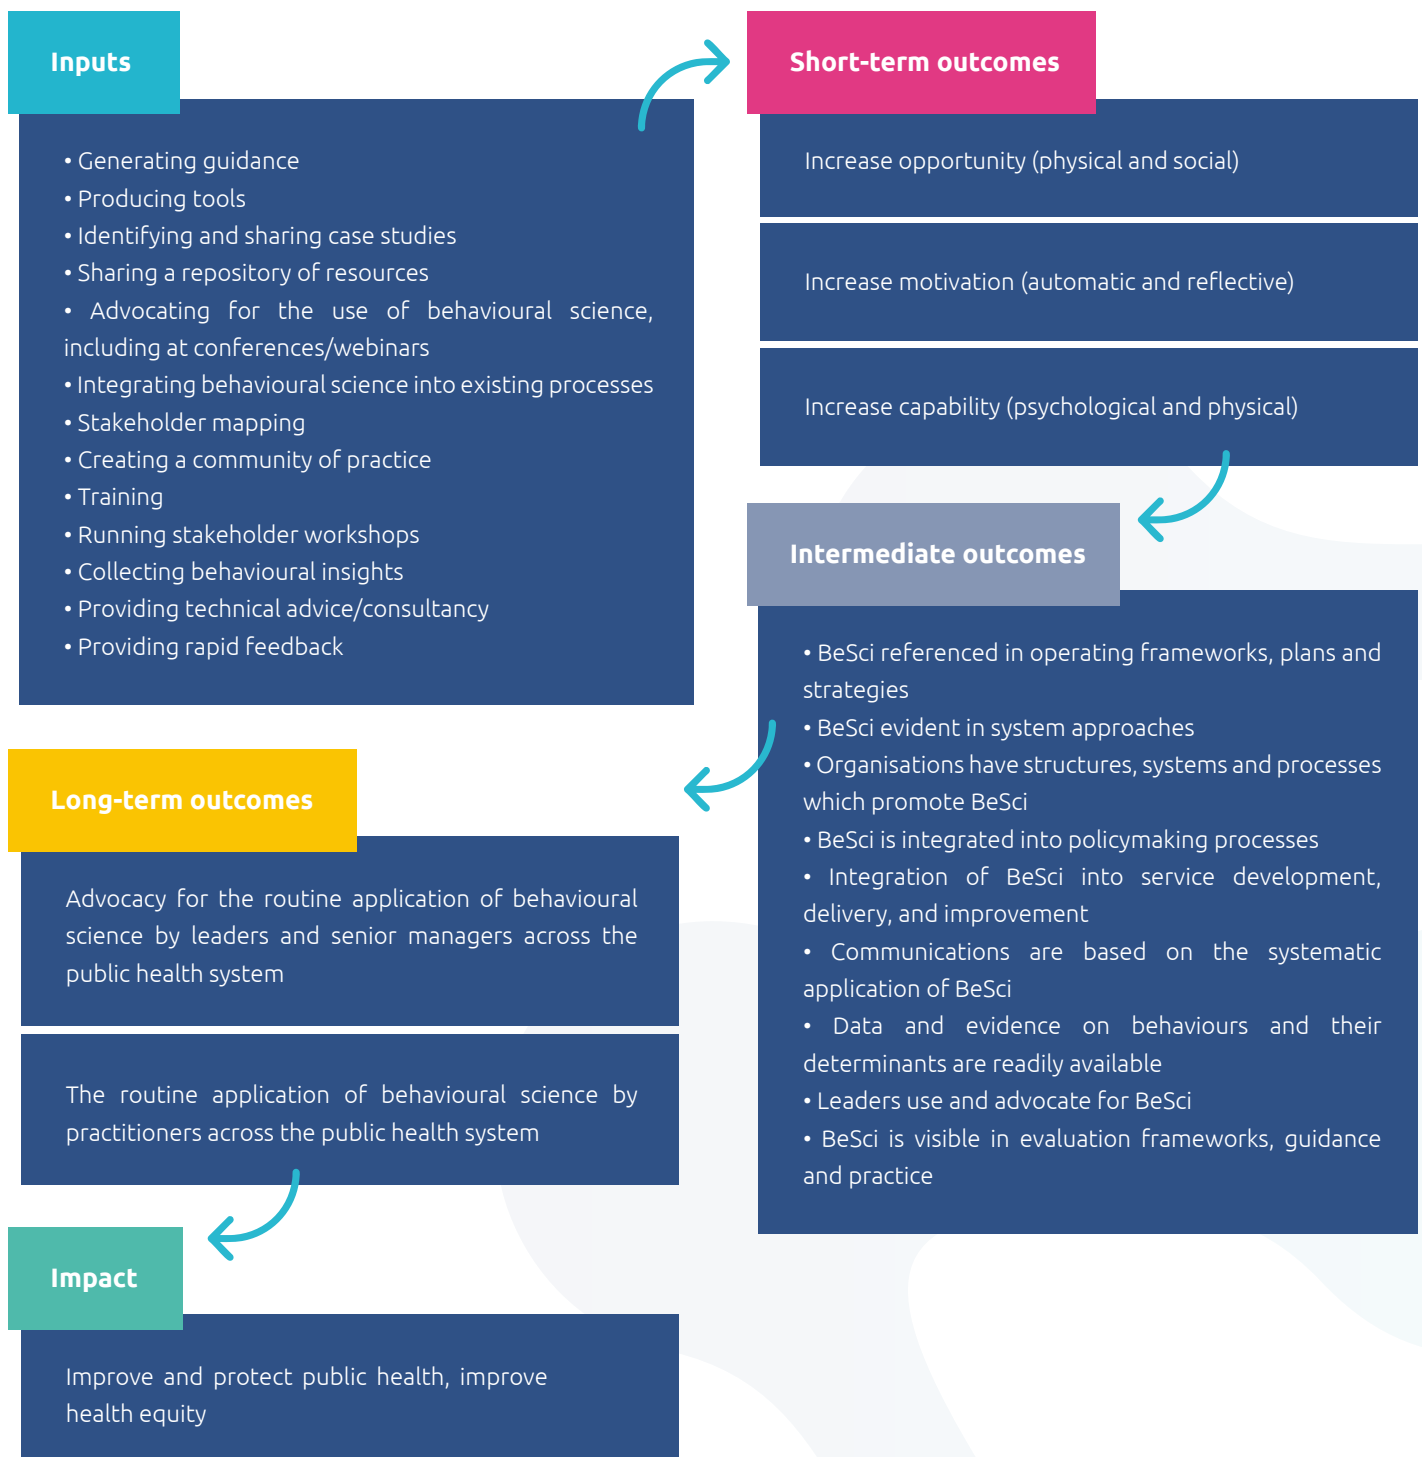 Inputs
• Generating guidance
• Producing tools
• Identifying and sharing case studies
• Sharing a repository of resources
• Advocating for the use of behavioural science,
including at conferences/webinars
• Integrating behavioural science into existing processes
• Stakeholder mapping
• Creating a community of practice
• Training
• Running stakeholder workshops
• Collecting behavioural insights
• Providing technical advice/consultancy
• Providing rapid feedback
Short-term outcomes
Increase opportunity (physical and social)
Increase motivation (automatic and reflective)
Increase capability (psychological and physical)
Intermediate outcomes
• BeSci referenced in operating frameworks, plans and
strategies
• BeSci evident in system approaches
• Organisations have structures, systems and processes
which promote BeSci
• BeSci is integrated into policymaking processes
• Integration of BeSci into service development,
delivery, and improvement
• Communications are based on the systematic
application of BeSci
• Data and evidence on behaviours and their
determinants are readily available
• Leaders use and advocate for BeSci
• BeSci is visible in evaluation frameworks, guidance
and practice
Long-term outcomes
Advocacy for the routine application of behavioural
science by leaders and senior managers across the
public health system
The routine application of behavioural science by
practitioners across the public health system
Impact
Improve and protect public health, improve
health equity